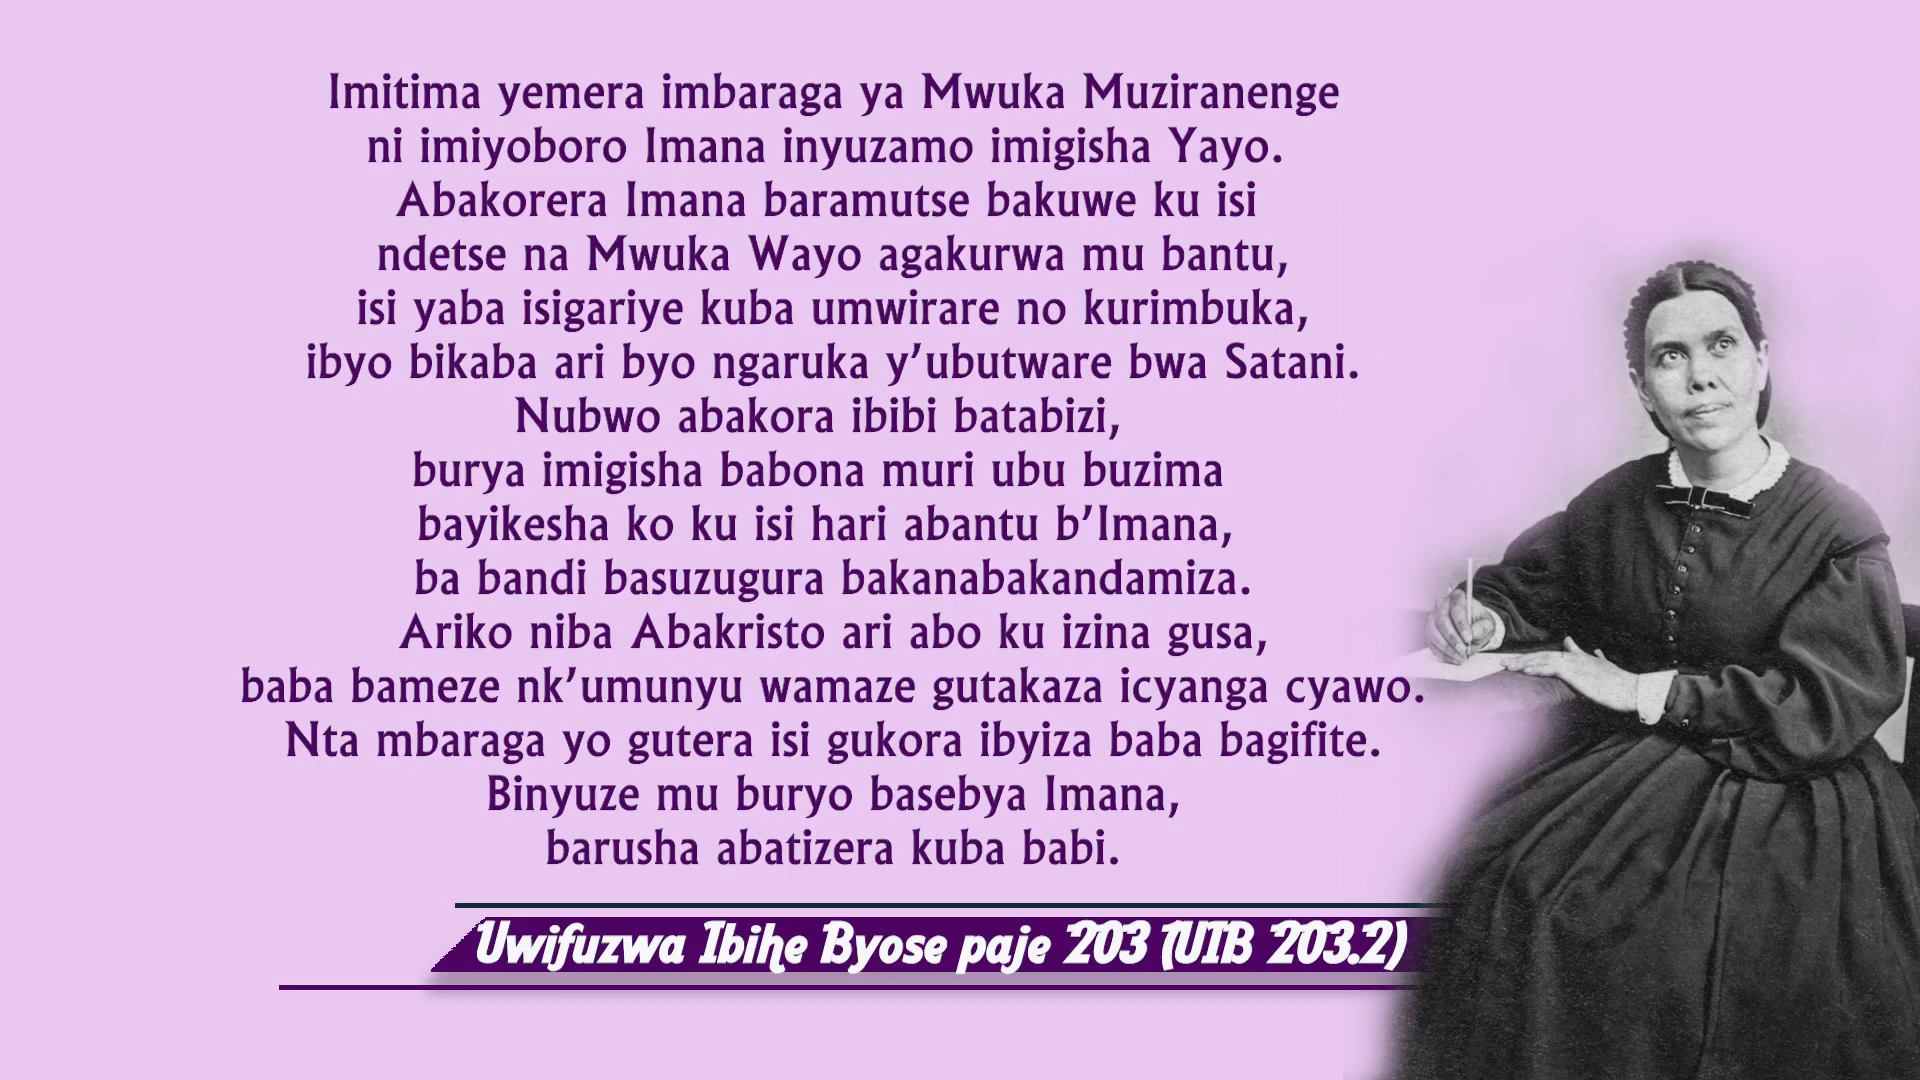 Imitima yemera imbaraga ya Mwuka Muziranenge
ni imiyoboro Imana inyuzamo imigisha Yayo.
Abakorera Imana baramutse bakuwe ku isi
ndetse na Mwuka Wayo agakurwa mu bantu,
isi yaba isigariye kuba umwirare no kurimbuka,
ibyo bikaba ari byo ngaruka y’ubutware bwa Satani.
Nubwo abakora ibibi batabizi,
burya imigisha babona muri ubu buzima
bayikesha ko ku isi hari abantu b’Imana,
ba bandi basuzugura bakanabakandamiza.
Ariko niba Abakristo ari abo ku izina gusa,
baba bameze nk’umunyu wamaze gutakaza icyanga cyawo.
Nta mbaraga yo gutera isi gukora ibyiza baba bagifite.
Binyuze mu buryo basebya Imana,
barusha abatizera kuba babi.
Uwifuzwa Ibihe Byose paje 203 (UIB 203.2)